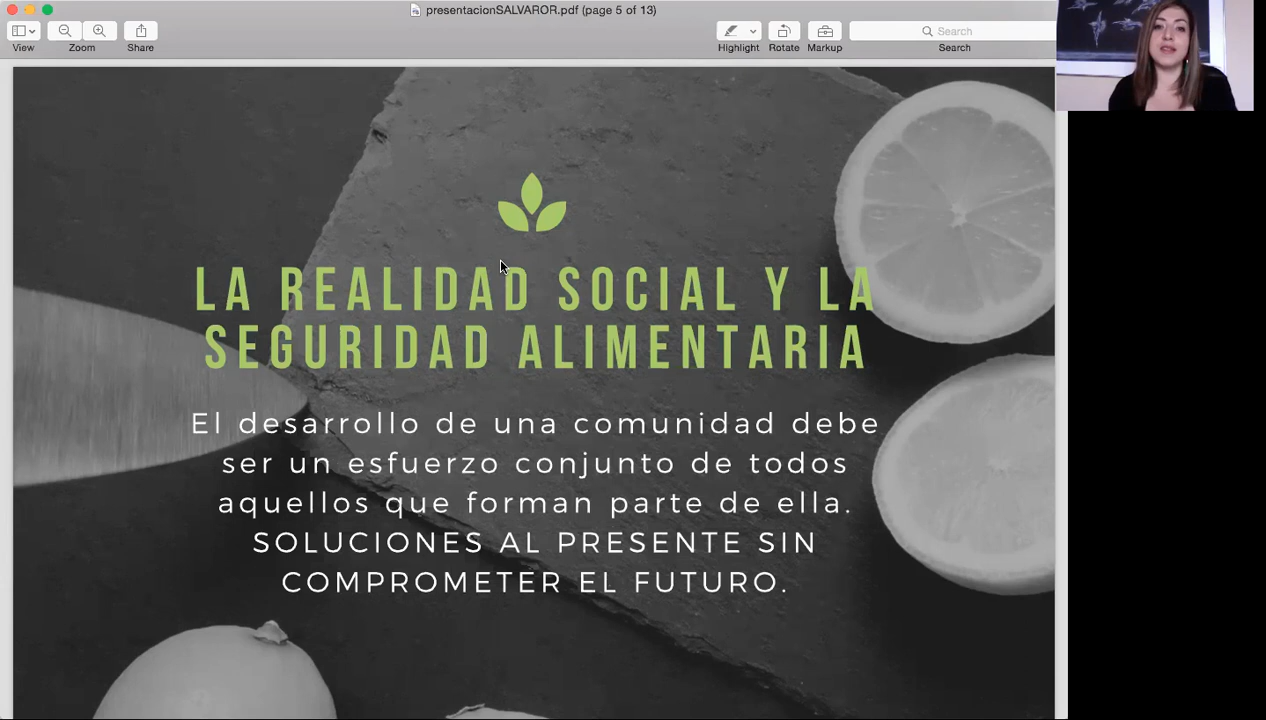 presentacionSALVAROR.pdf (page 5 of 13)
View
Zoom
Share
Highlight
Rotate
Markup
Search
Search
LA REALIDAD SOCIAL Y LA
SEGURIDAD ALIMENTARIA
El desarrollo de una comunidad debe
ser un esfuerzo conjunto de todos
aquellos que forman parte de ella.
SOLUCIONES AL PRESENTE SIN
COMPROMETER EL FUTURO.